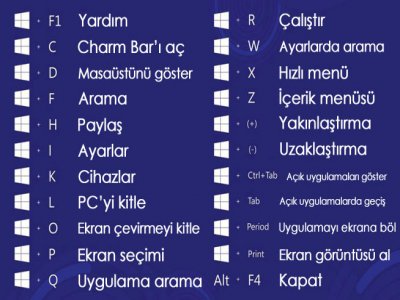 + F1 Yardım
+ C Charm Bar'ı aç
+ D Masaüstünü göster
+ F Arama
+ H Paylaş
+ I Ayarlar
+ K Cihazlar
+ L PC'yi kitle
+ O Ekran çevirmeyi kitle
+ P Ekran seçimi
+ Q Uygulama arama
+ R Çalıştır
+ W Ayarlarda arama
+ X Hızlı menü
+ Z İçerik menüsü
+ (+) Yakınlaştırma
+ (-) Uzaklaştırma
+ Ctrl+Tab Açık uygulamaları göster
+ Tab Açık uygulamalarda geçiş
+ Period Uygulamayı ekrana böl
+ Print Ekran görüntüsü al
Alt + F4 Kapat